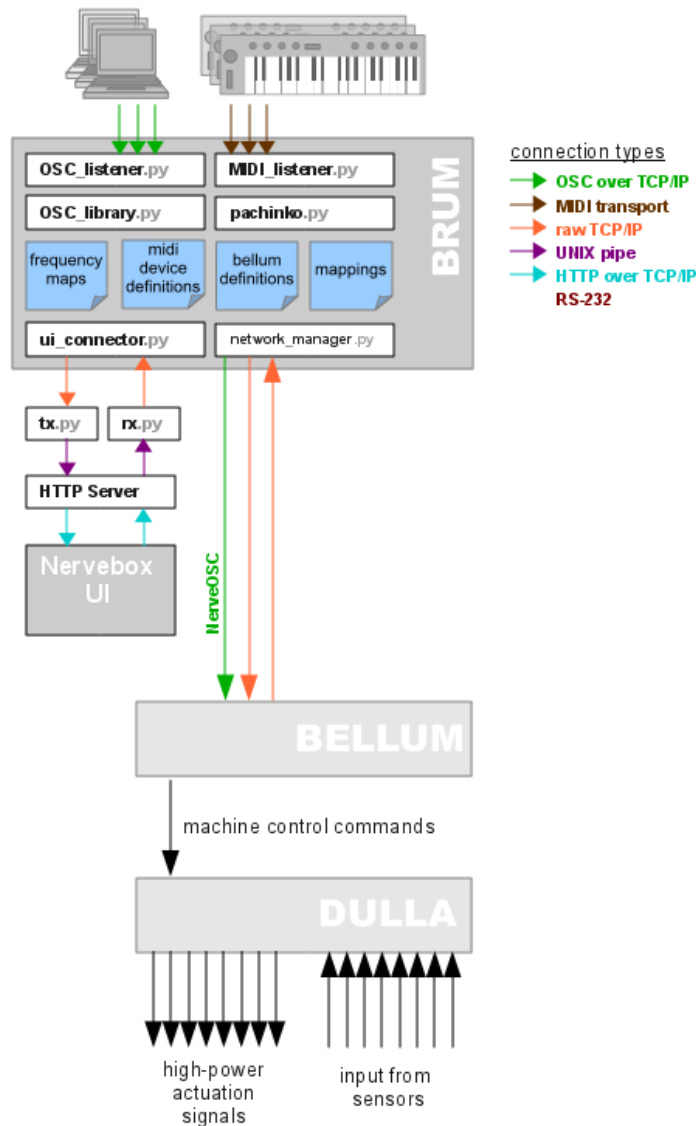 OSC_listener.py
MIDI_listener.py
OSC_library.py
pachinko.py
BRUM
frequency
maps
midi
device
definitions
bellum
definitions
mappings
ui_connector.py
network_manager.py
connection types
OSC over TCP/IP
MIDI transport
raw TCP/IP
UNIX pipe
HTTP over TCP/IP
RS-232
tx.py
rx.py
HTTP Server
Nervebox
UI
NerveOSC
BELLUM
machine control commands
DULLA
high-power
actuation
signals
input from
sensors